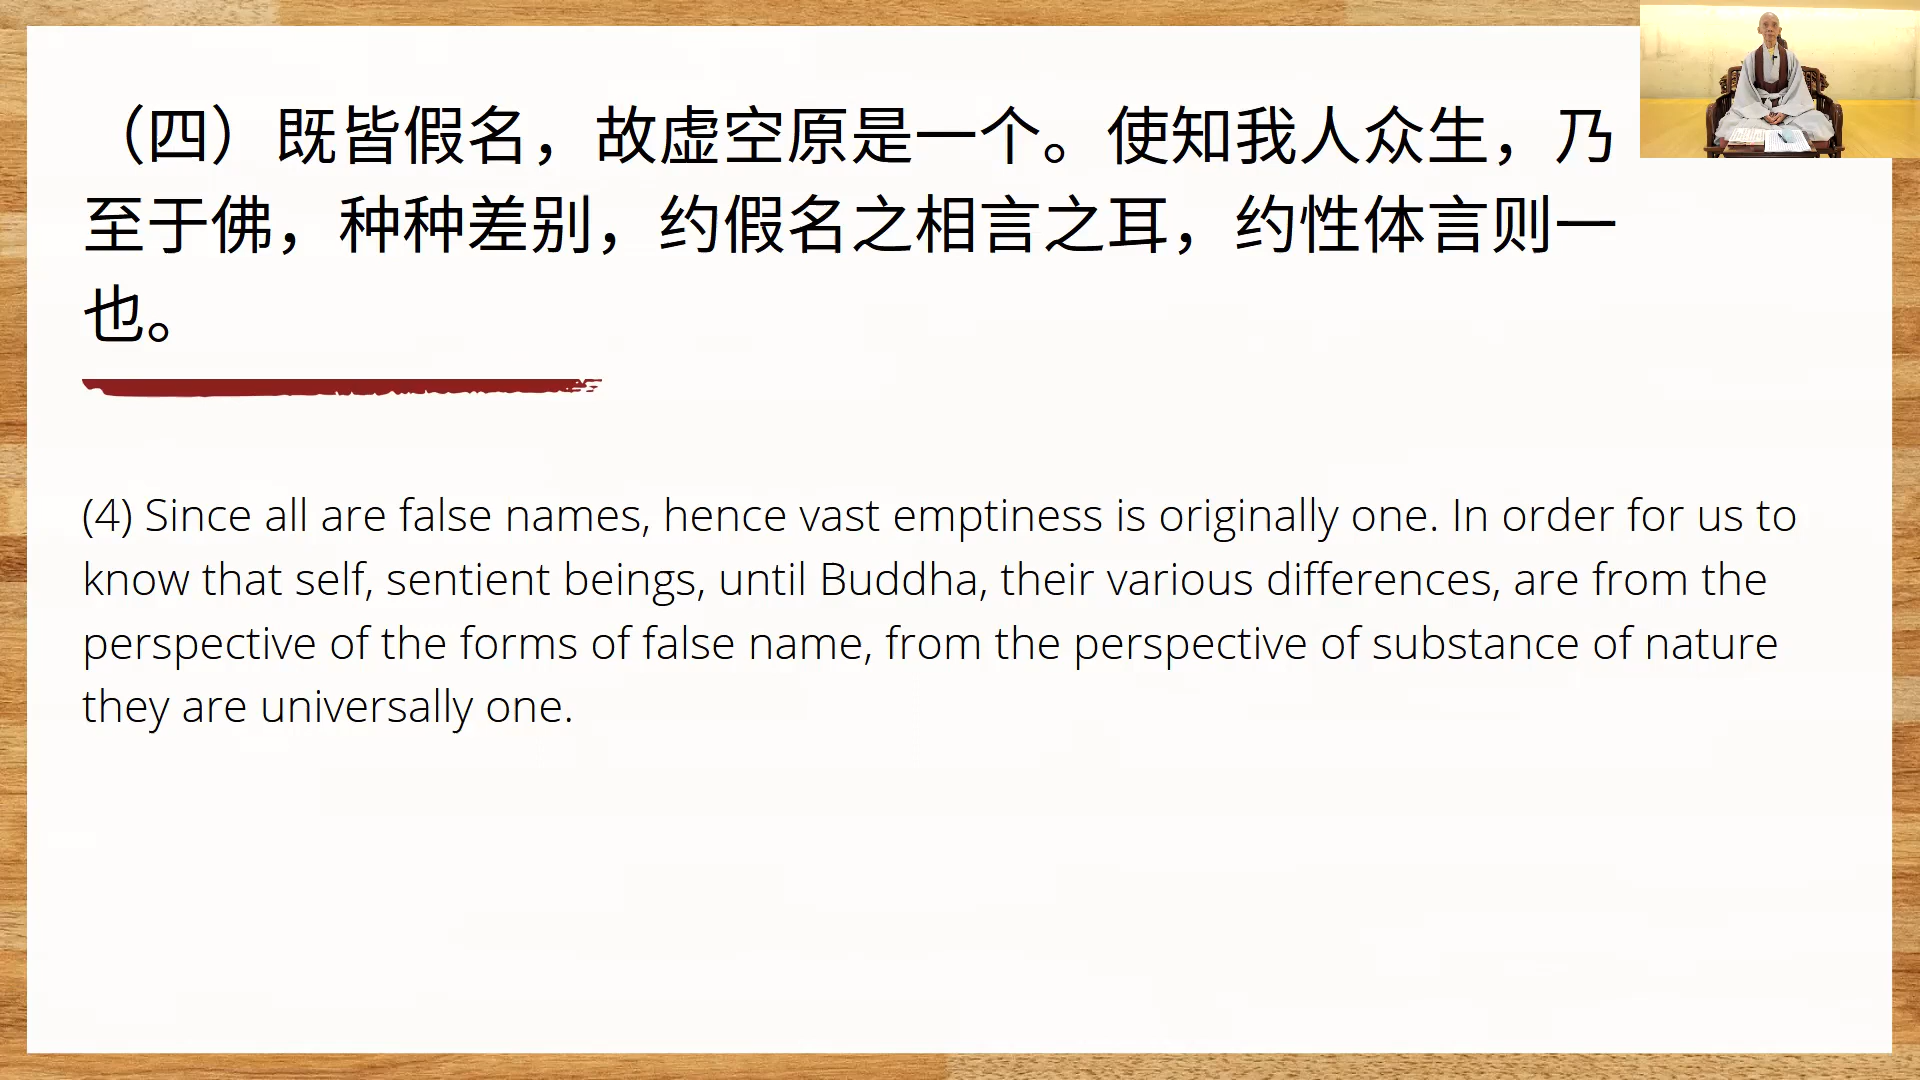 （四）既皆假名，故虚空原是一个。使知我人众生，乃
至于佛，种种差别，约假名之相言之耳，约性体言则一
也。
(4) Since all are false names, hence vast emptiness is originally one. In order for us to
know that self, sentient beings, until Buddha, their various differences, are from the
perspective of the forms of false name, from the perspective of substance of nature
they are universally one.